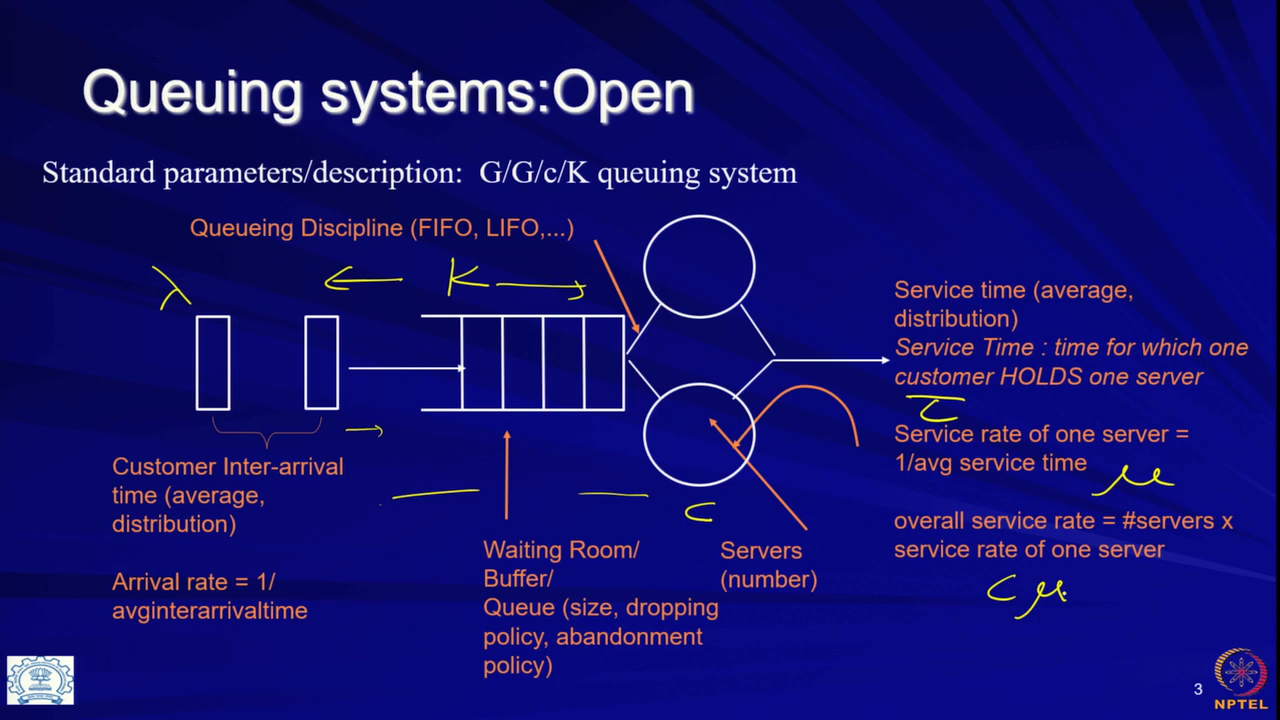 Queuing systems:Open
Standard parameters/description: G/G/c/K queuing system
Queueing Discipline (FIFO, LIFO,...)
λ
K
Service time (average,
distribution)
Service Time : time for which one
customer HOLDS one server
τ
Service rate of one server =
1/avg service time
μ
overall service rate = #servers x
service rate of one server
cμ
Customer Inter-arrival
time (average,
distribution)
Arrival rate = 1/
avginterarrivaltime
Waiting Room/
Buffer/
Queue (size, dropping
policy, abandonment
policy)
c
Servers
(number)
3
NPTEL